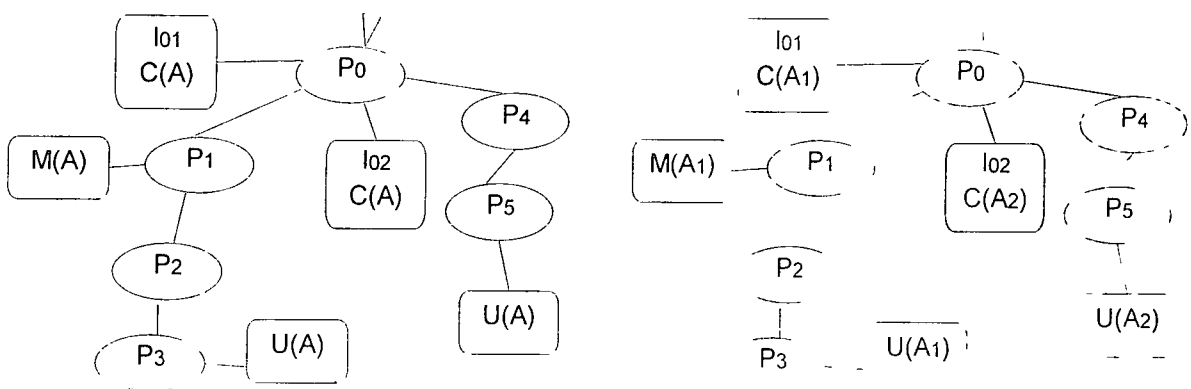 I01
C(A)
P0
P4
M(A)
P1
I02
C(A)
P5
P2
U(A)
P3
U(A)
I01
C(A1)
P0
P4
M(A1)
P1
I02
C(A2)
P5
P2
U(A2)
P3
U(A1)